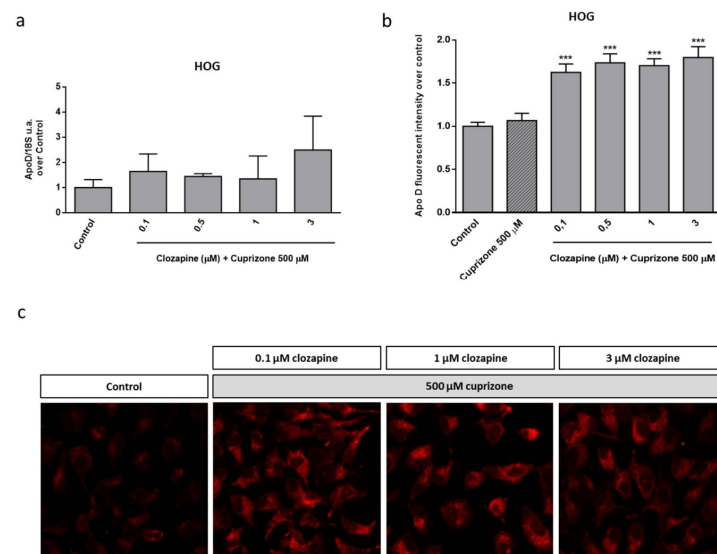 a
HOG
ApoD/18S u.a.
over Control
5
4
3
2
1
0
Control
0.1
0.5
1
3
Clozapine (µM) + Cuprizone 500 µM
b
HOG
Apo D fluorescent intensity over control
2.0
1.5
1.0
0.5
0.0
***
***
***
***
Control
Cuprizone 500 µM
0,1
0,5
1
3
Clozapine (µM) + Cuprizone 500 µM
c
0.1 µM clozapine
1 µM clozapine
3 µM clozapine
Control
500 µM cuprizone